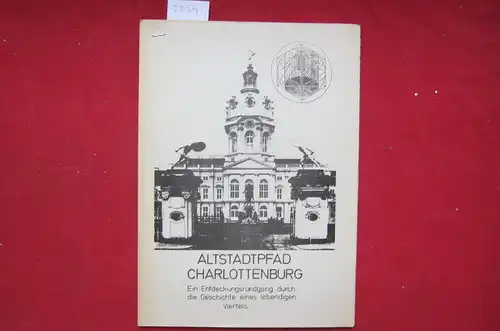 ALTSTADTPFAD
CHARLOTTENBURG
Ein Entdeckungsrundgang durch
die Geschichte eines lebendigen
Viertels